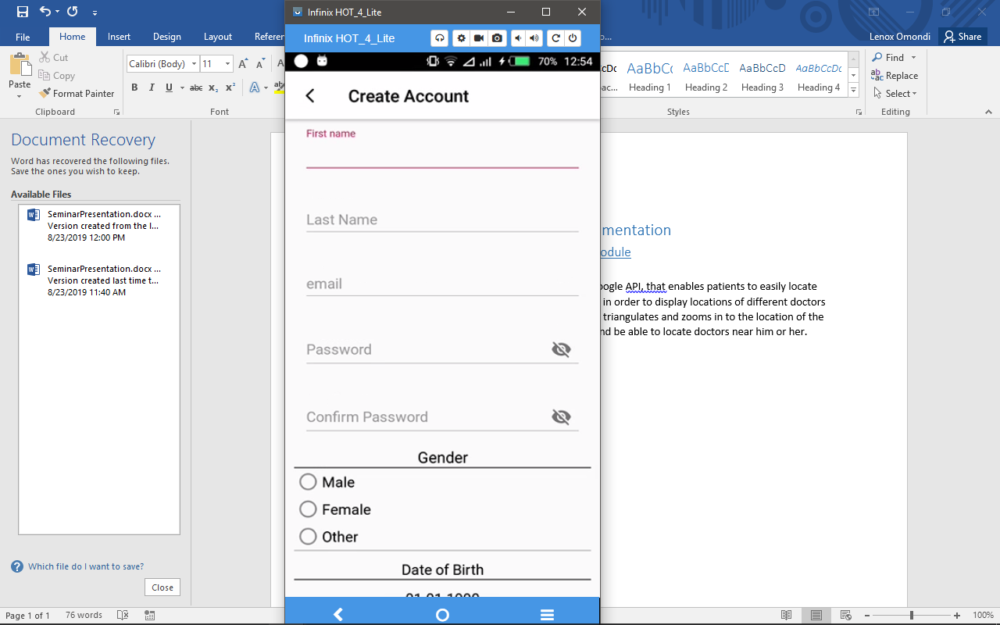 Infinix HOT_4_Lite
File
Home
Insert
Design
Layout
Lenox Omondi
Share
Infinix HOT_4_Lite
70% 12:54
Paste
Cut
Copy
Format Painter
Clipboard
Calibri (Body)
11
B I U abc x2 x2 A
Font
AaBbCc AaBbCcD AaBbCcD AaBbCcDc
Heading 1
Heading 2
Heading 3
Heading 4
Styles
Find
Replace
Select
Editing
Document Recovery
Word has recovered the following files.
Save the ones you wish to keep.
Available Files
SeminarPresentation.docx ...
Version created from the l...
8/23/2019 12:00 PM
SeminarPresentation.docx ...
Version created last time t...
8/23/2019 11:40 AM
Which file do I want to save?
Close
Create Account
First name
Last Name
email
Password
Confirm Password
Gender
Male
Female
Other
Date of Birth
mentation
odule
ogle API, that enables patients to easily locate
in order to display locations of different doctors
triangulates and zooms in to the location of the
nd be able to locate doctors near him or her.
Page 1 of 1
76 words
100%